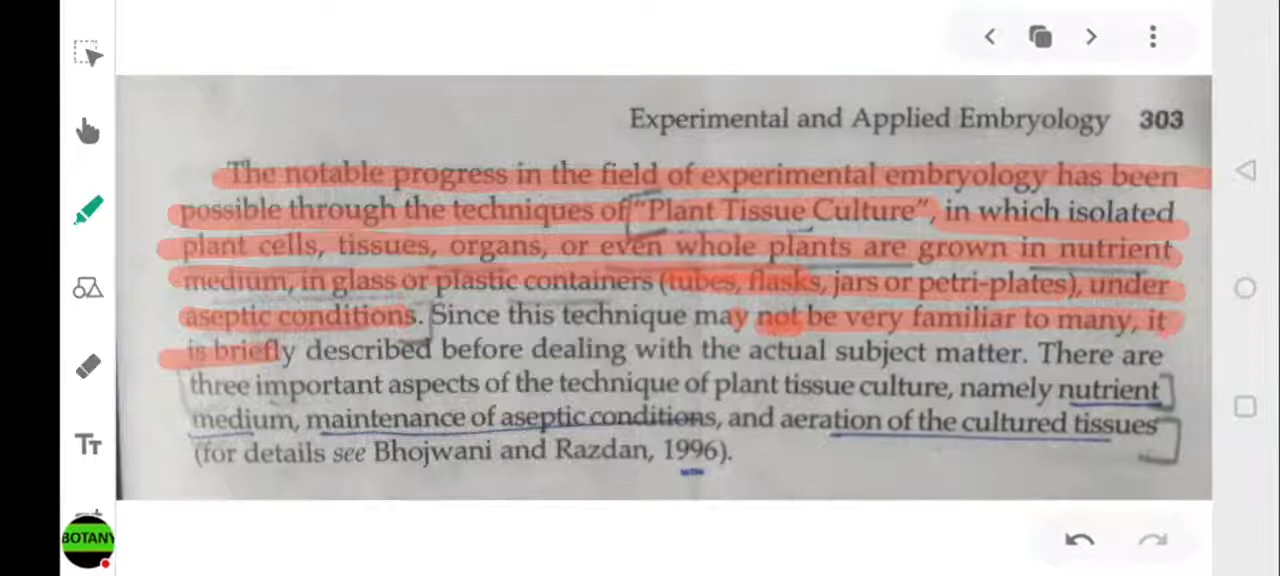 Experimental and Applied Embryology 303
The notable progress in the field of experimental embryology has been
possible through the techniques of "Plant Tissue Culture", in which isolated
plant cells, tissues, organs, or even whole plants are grown in nutrient
medium, in glass or plastic containers (tubes, flasks, jars or petri-plates), under
aseptic conditions. Since this technique may not be very familiar to many, it
is briefly described before dealing with the actual subject matter. There are
three important aspects of the technique of plant tissue culture, namely nutrient
medium, maintenance of aseptic conditions, and aeration of the cultured tissues
(for details see Bhojwani and Razdan, 1996).
TT
BOTANY